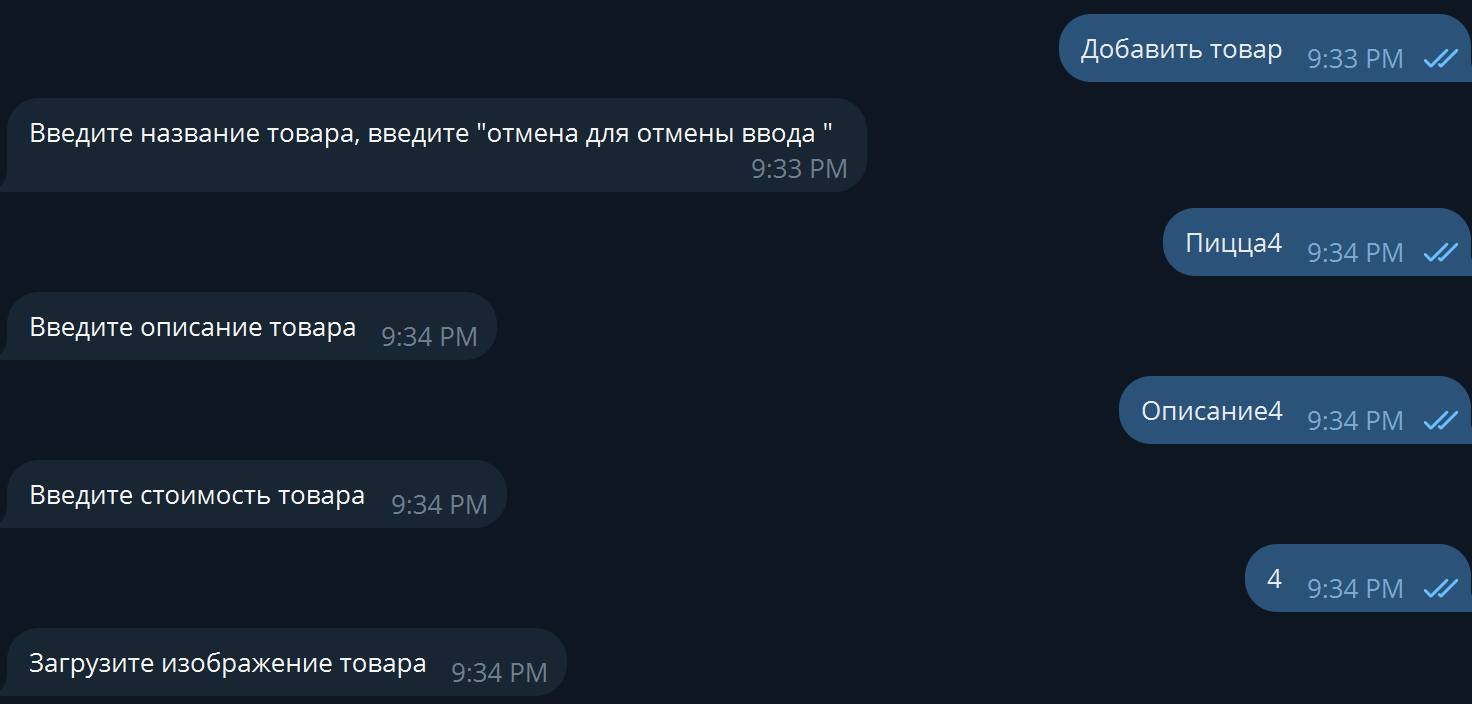 Добавить товар 9:33 PM
Введите название товара, введите "отмена для отмены ввода "
9:33 PM
Пицца4 9:34 PM
Введите описание товара 9:34 PM
Описание4 9:34 PM
Введите стоимость товара 9:34 PM
4 9:34 PM
Загрузите изображение товара 9:34 PM